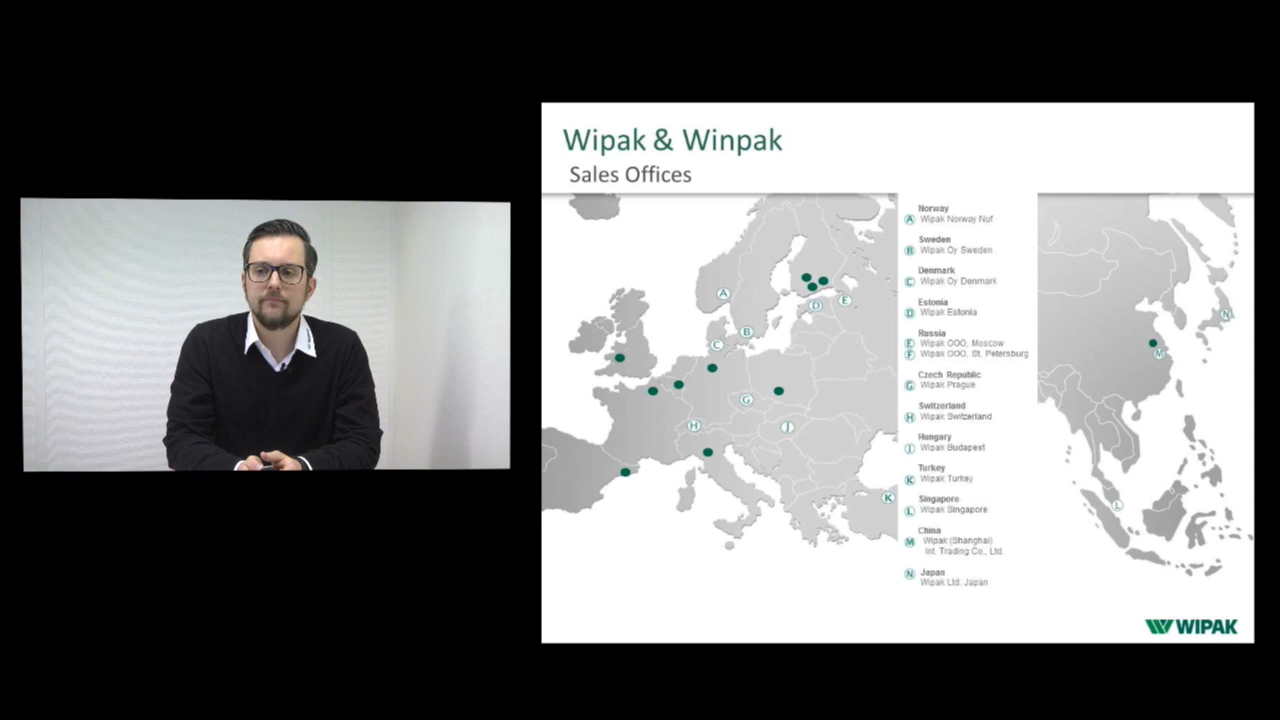 Wipak & Winpak
Sales Offices
Norway
A Wipak Norway Nuf
Sweden
B Wipak Oy Sweden
Denmark
C Wipak Oy Denmark
Estonia
D Wipak Estonia
Russia
E Wipak OOO, Moscow
F Wipak OOO, St. Petersburg
Czech Republic
G Wipak Prague
Switzerland
H Wipak Switzerland
Hungary
J Wipak Budapest
Turkey
K Wipak Turkey
Singapore
L Wipak Singapore
China
M Wipak (Shanghai)
Int. Trading Co., Ltd.
Japan
N Wipak Ltd. Japan
A
B
C
D
E
G
H
J
K
L
M
N
WIPAK